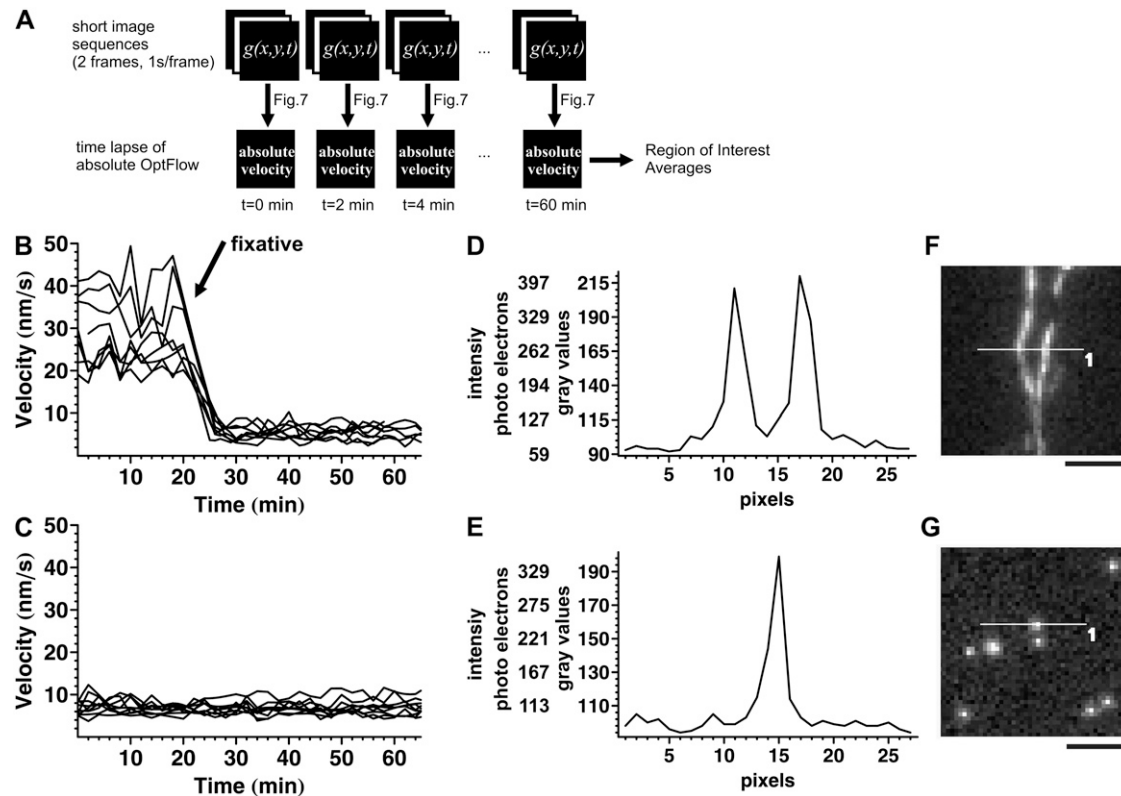 A
short image
sequences
(2 frames, 1s/frame)
g(x,y,t) g(x,y,t) g(x,y,t) ... g(x,y,t)
Fig.7 Fig.7 Fig.7 Fig.7
time lapse of
absolute OptFlow
absolute velocity absolute velocity absolute velocity ... absolute velocity
Region of Interest
Averages
t=0 min t=2 min t=4 min t=60 min
B
fixative
Velocity (nm/s)
50
40
30
20
10
10 20 30 40 50 60
Time (min)
C
Velocity (nm/s)
50
40
30
20
10
10 20 30 40 50 60
Time (min)
D
intensiy
photo electrons
gray values
397 215
329 190
262 165
194 140
127 115
59 90
5 10 15 20 25
pixels
E
intensiy
photo electrons
gray values
329 190
275 170
221 150
167 130
113 110
5 10 15 20 25
pixels
F
1
G
1